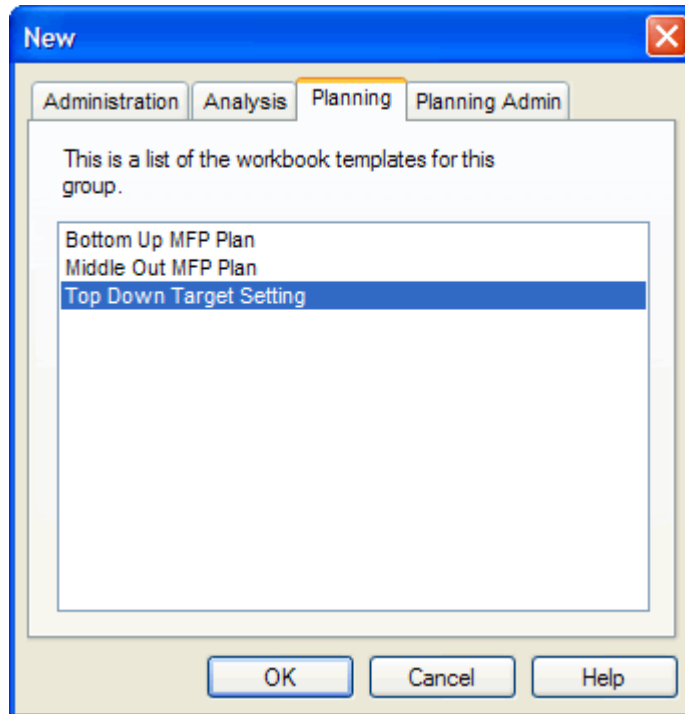 New
Administration Analysis Planning Planning Admin
This is a list of the workbook templates for this
group.
Bottom Up MFP Plan
Middle Out MFP Plan
Top Down Target Setting
OK Cancel Help